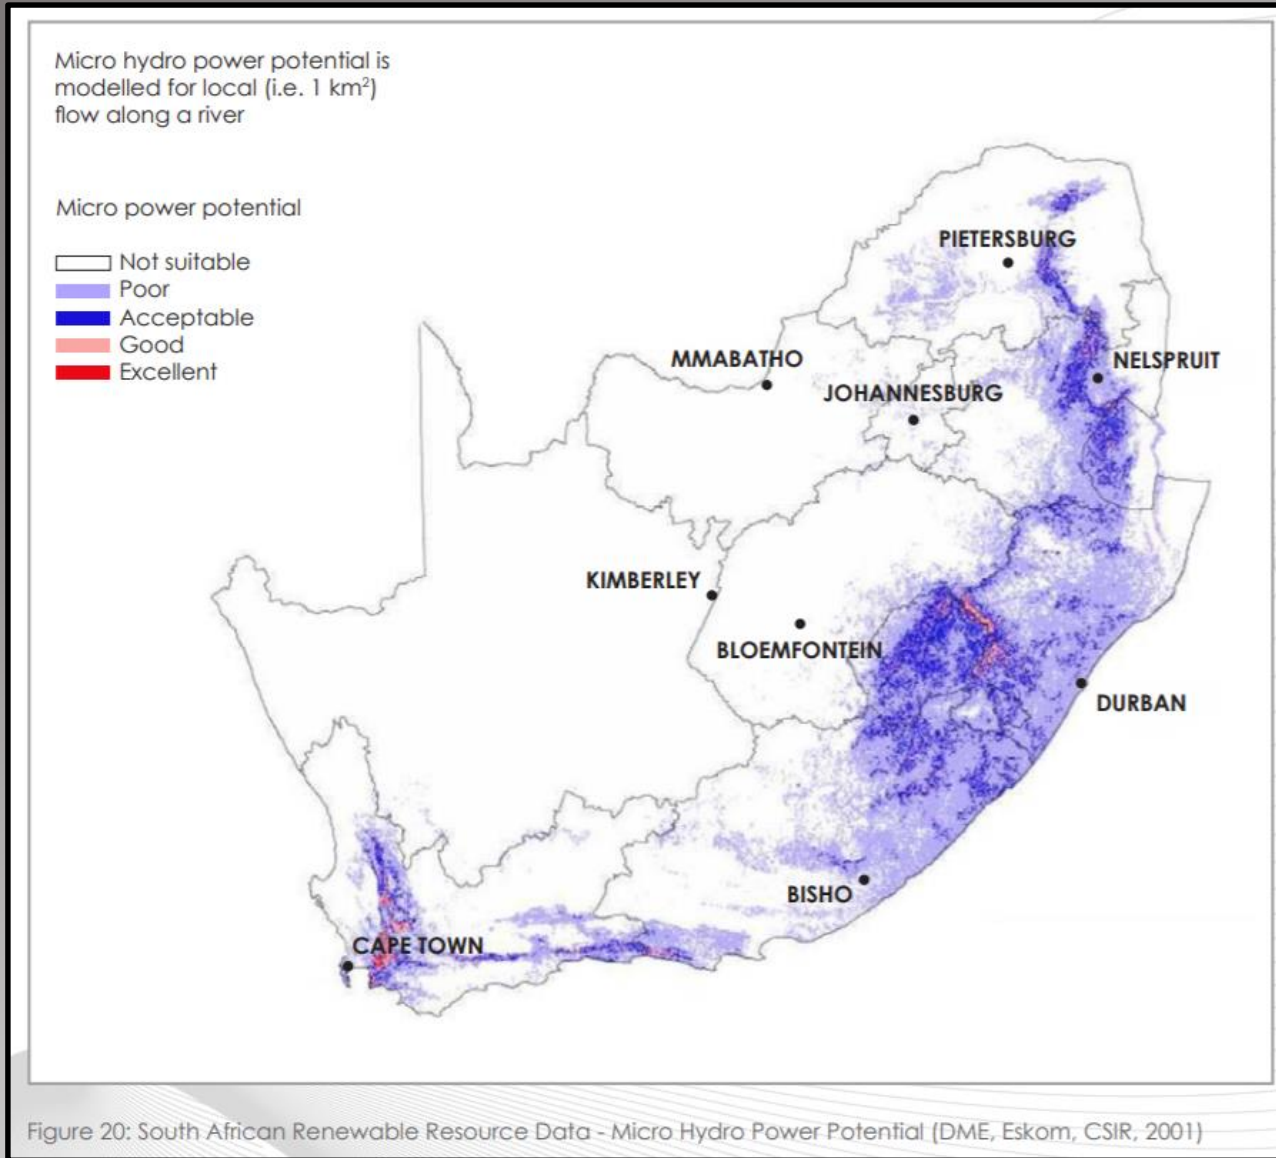 Micro hydro power potential is
modelled for local (i.e. 1 km²)
flow along a river
Micro power potential
Not suitable
Poor
Acceptable
Good
Excellent
PIETERSBURG
MMABATHO
NELSPRUIT
JOHANNESBURG
KIMBERLEY
BLOEMFONTEIN
DURBAN
BISHO
CAPE TOWN
Figure 20: South African Renewable Resource Data - Micro Hydro Power Potential (DME, Eskom, CSIR, 2001)